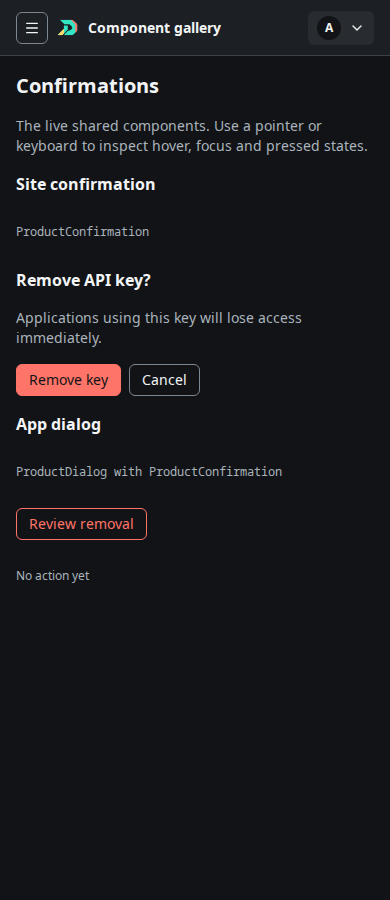 Component gallery
A
Confirmations
The live shared components. Use a pointer or
keyboard to inspect hover, focus and pressed states.
Site confirmation
ProductConfirmation
Remove API key?
Applications using this key will lose access
immediately.
Remove key
Cancel
App dialog
ProductDialog with ProductConfirmation
Review removal
No action yet